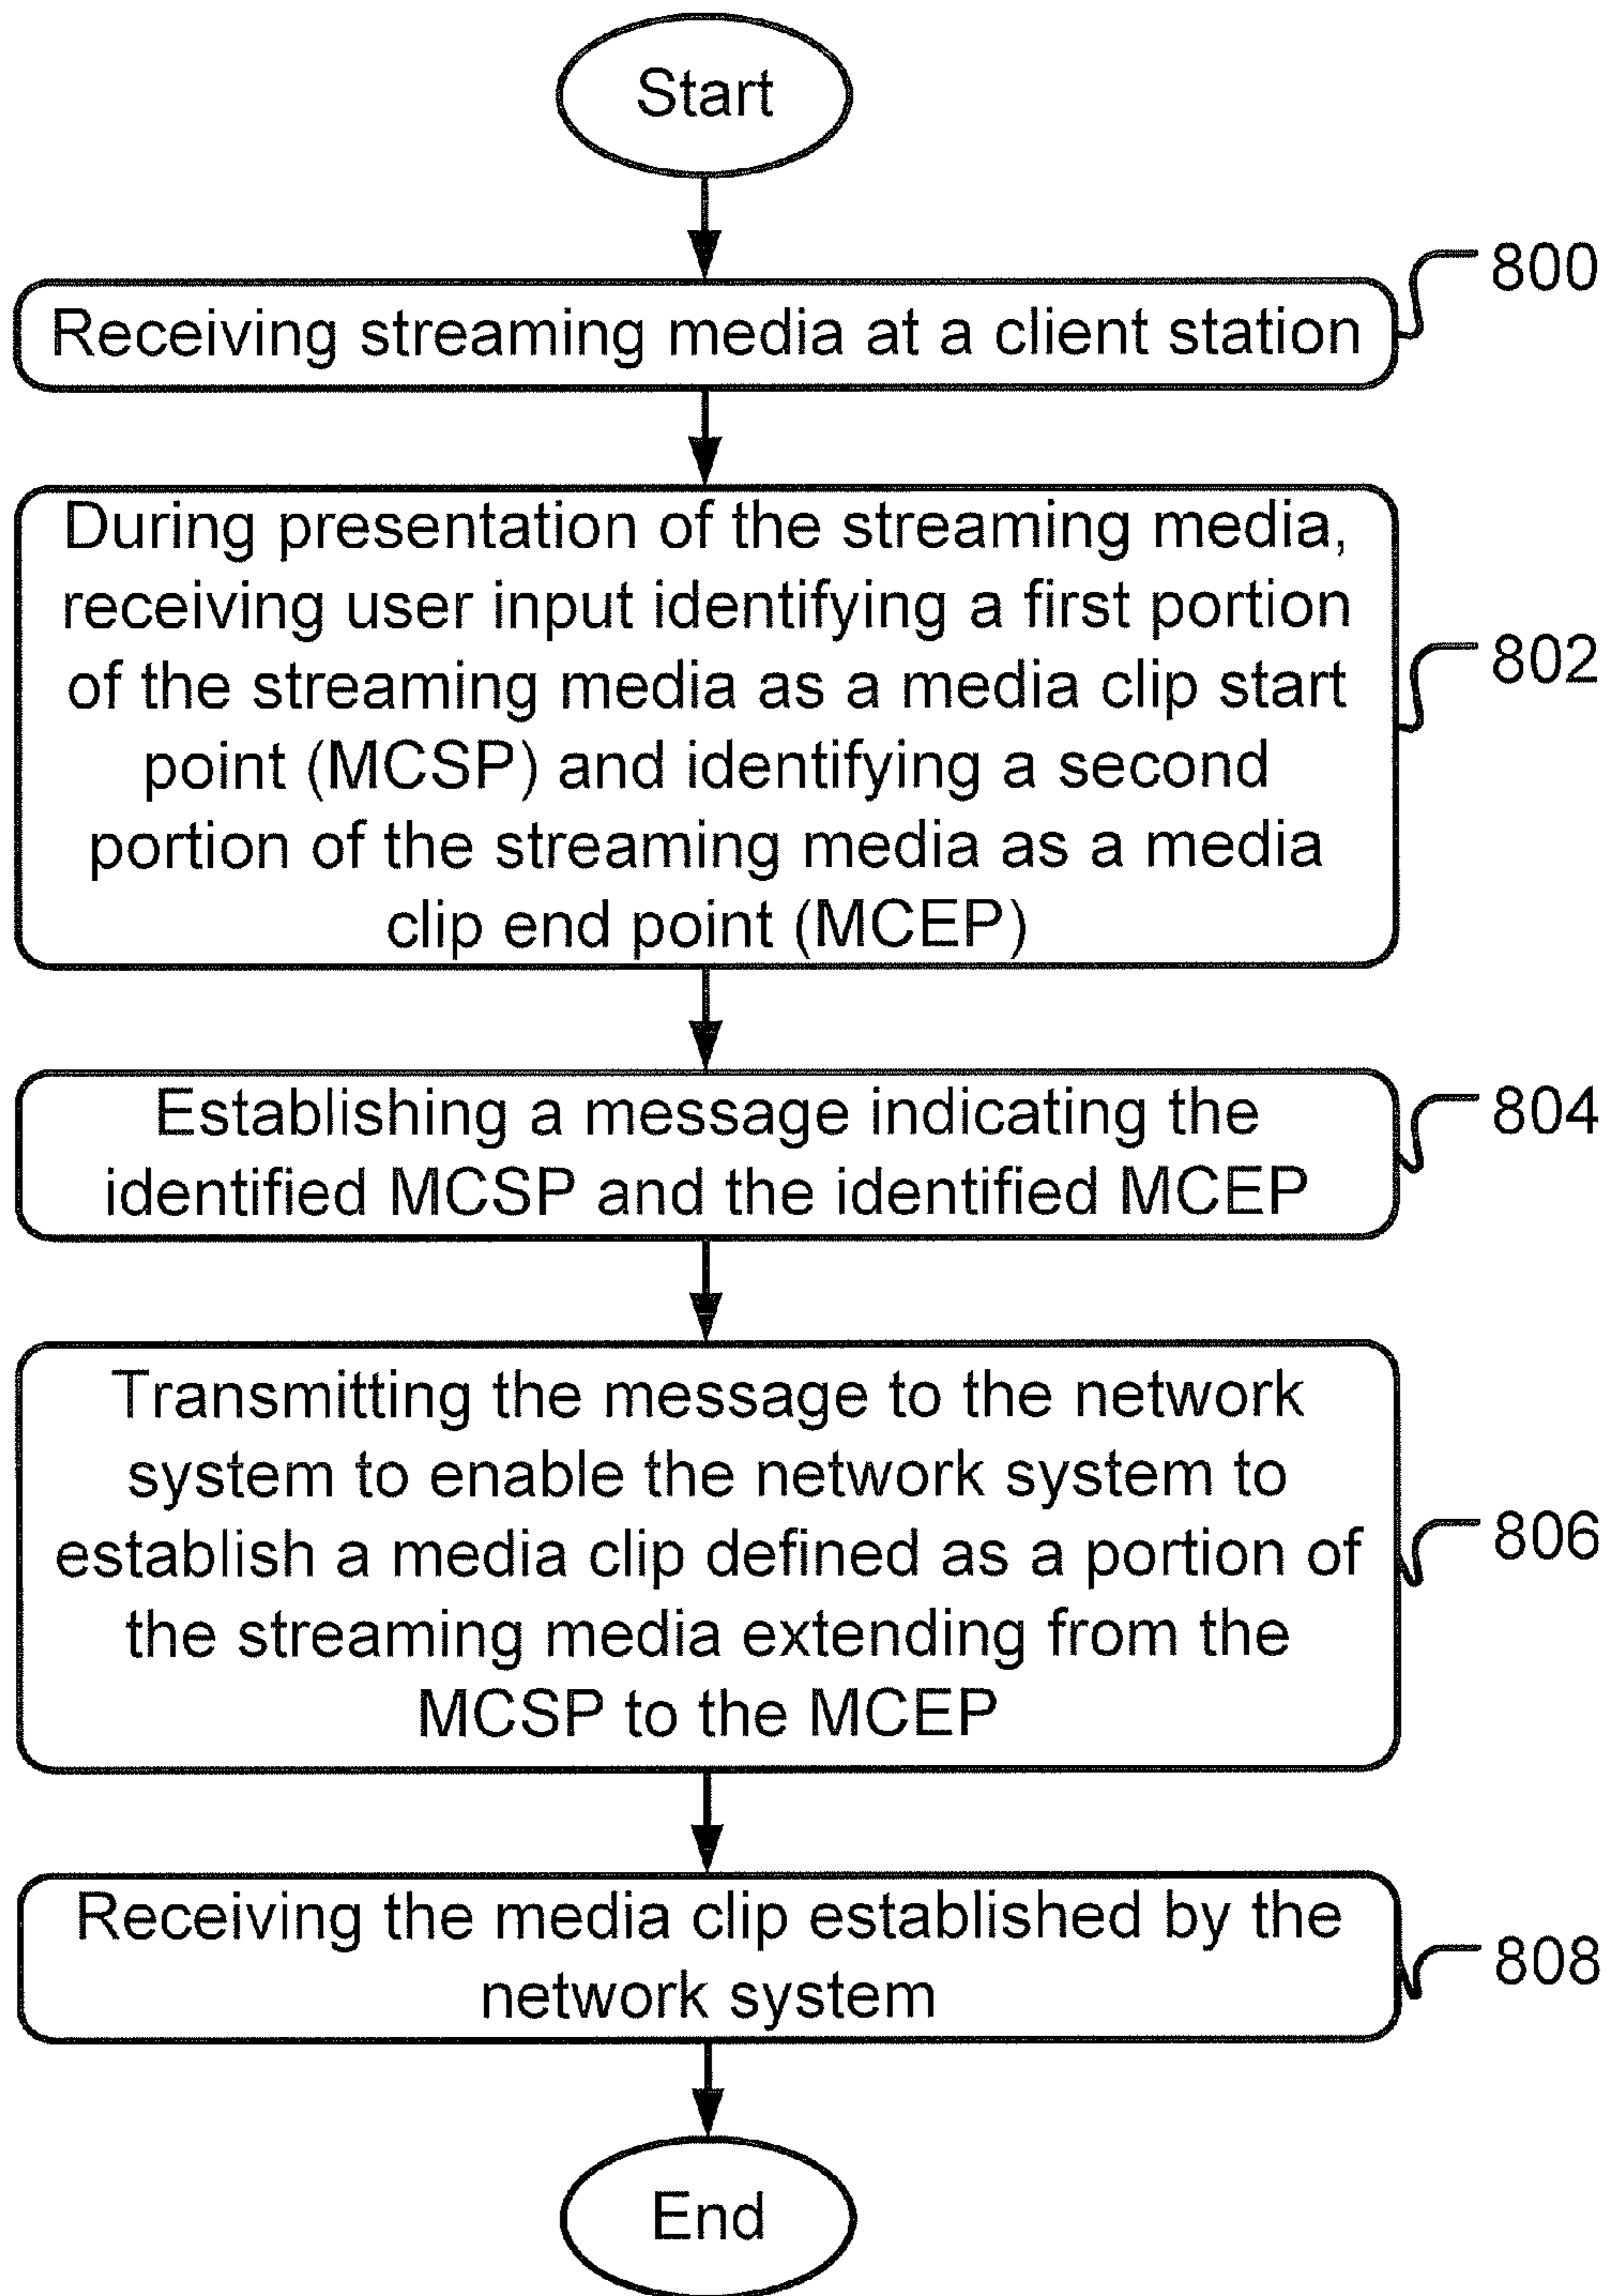 Start
800
Receiving streaming media at a client station
During presentation of the streaming media,
receiving user input identifying a first portion
of the streaming media as a media clip start
802
point (MCSP) and identifying a second
portion of the streaming media as a media
clip end point (MCEP)
Establishing a message indicating the
804
identified MCSP and the identified MCEP
Transmitting the message to the network
system to enable the network system to
806
establish a media clip defined as a portion of
the streaming media extending from the
MCSP to the MCEP
Receiving the media clip established by the
808
network system
End